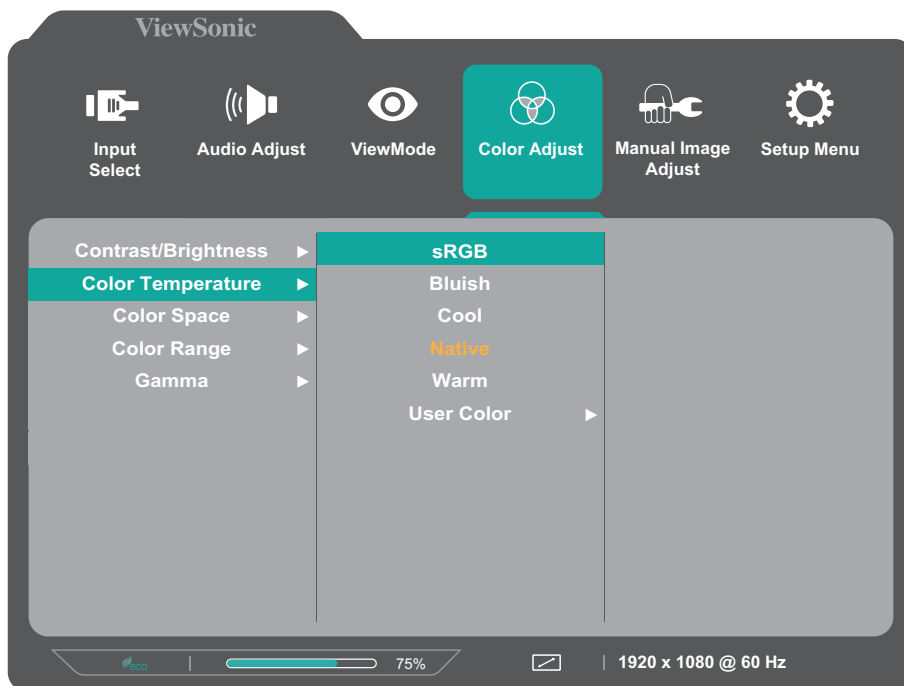 ViewSonic
Input Select
Audio Adjust
ViewMode
Color Adjust
Manual Image Adjust
Setup Menu
Contrast/Brightness
sRGB
Color Temperature
Bluish
Color Space
Cool
Color Range
Native
Gamma
Warm
User Color
eco
75%
1920 x 1080 @ 60 Hz